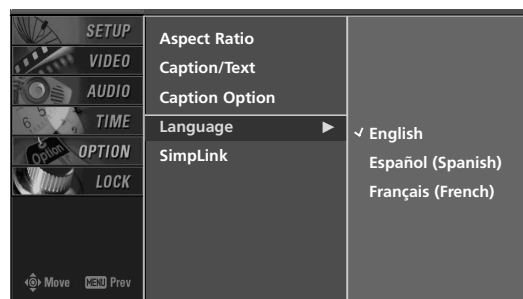 SETUP
VIDEO
AUDIO
TIME
OPTION
LOCK
Move MENU Prev
Aspect Ratio
Caption/Text
Caption Option
Language ►
SimpLink
✓ English
Español (Spanish)
Français (French)